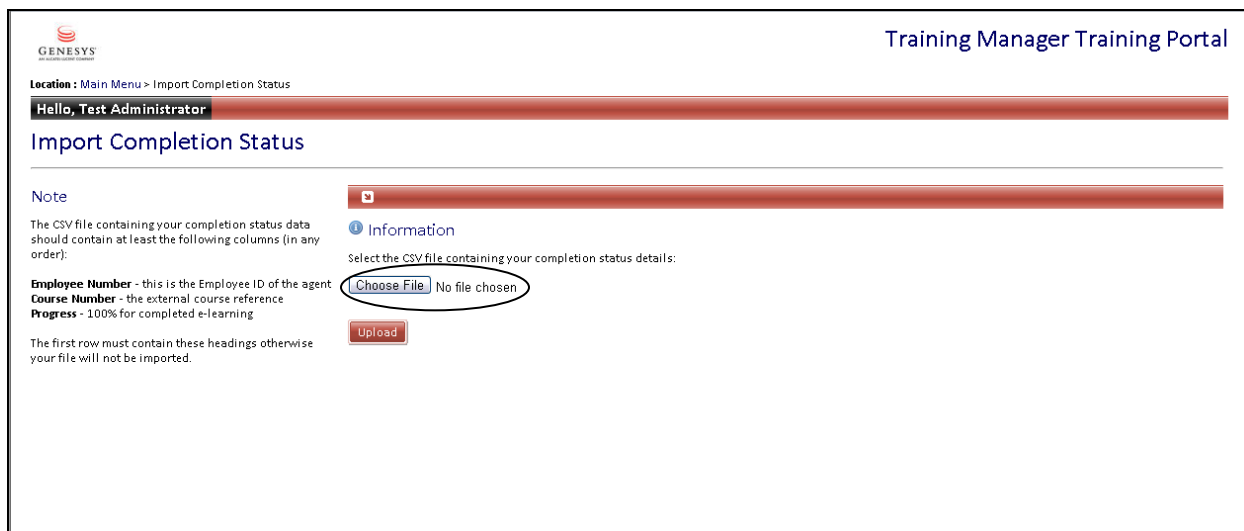 GENESYS
AN ALCATEL-LUCENT COMPANY
Training Manager Training Portal
Location : Main Menu > Import Completion Status
Hello, Test Administrator
Import Completion Status
Note
The CSV file containing your completion status data
should contain at least the following columns (in any
order):
Employee Number - this is the Employee ID of the agent
Course Number - the external course reference
Progress - 100% for completed e-learning
The first row must contain these headings otherwise
your file will not be imported.
Information
Select the CSV file containing your completion status details:
Choose File No file chosen
Upload